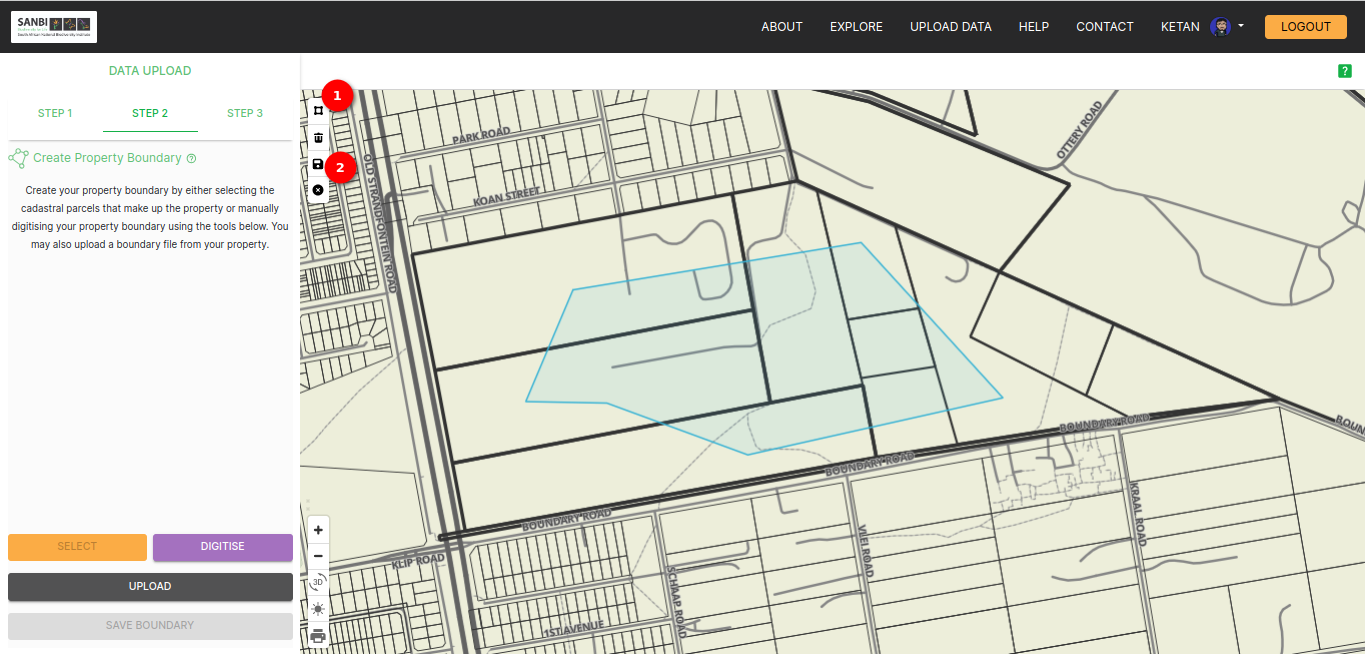 SANBI
South African National Biodiversity Institute
ABOUT
EXPLORE
UPLOAD DATA
HELP
CONTACT
KETAN
LOGOUT
DATA UPLOAD
?
STEP 1
STEP 2
STEP 3
Create Property Boundary ?
Create your property boundary by either selecting the
cadastral parcels that make up the property or manually
digitising your property boundary using the tools below. You
may also upload a boundary file from your property.
SELECT
DIGITISE
UPLOAD
SAVE BOUNDARY
1
2
PARK ROAD
KOAN STREET
OLD STRANDFONTEIN ROAD
OTTERY ROAD
BOUNDARY ROAD
BOUN
BOUNDARY ROAD
BOUNDARY ROAD
KLIP ROAD
VLEI ROAD
KRAAL ROAD
SCHAAP ROAD
1ST AVENUE
+
−
3D